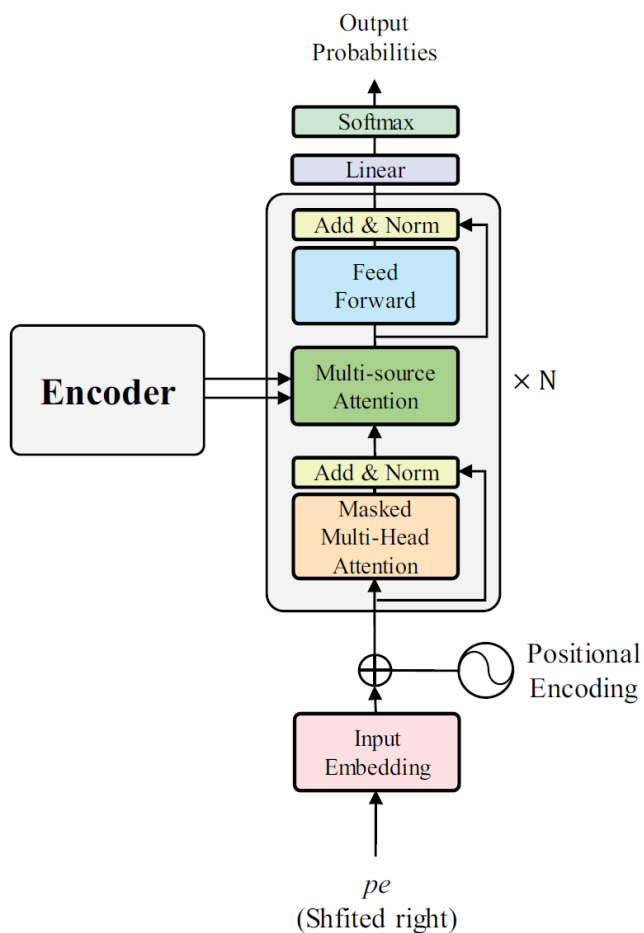 Output
Probabilities
Softmax
Linear
Add & Norm
Feed
Forward
Multi-source
Attention
Encoder
× N
Add & Norm
Masked
Multi-Head
Attention
Positional
Encoding
Input
Embedding
pe
(Shfited right)